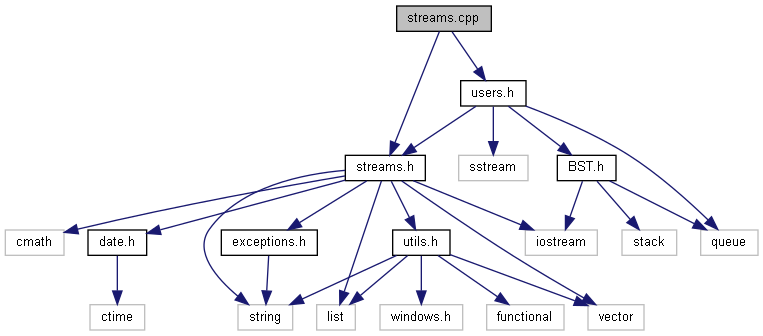 streams.cpp
users.h
streams.h
sstream
BST.h
cmath
date.h
exceptions.h
utils.h
iostream
stack
queue
ctime
string
list
windows.h
functional
vector